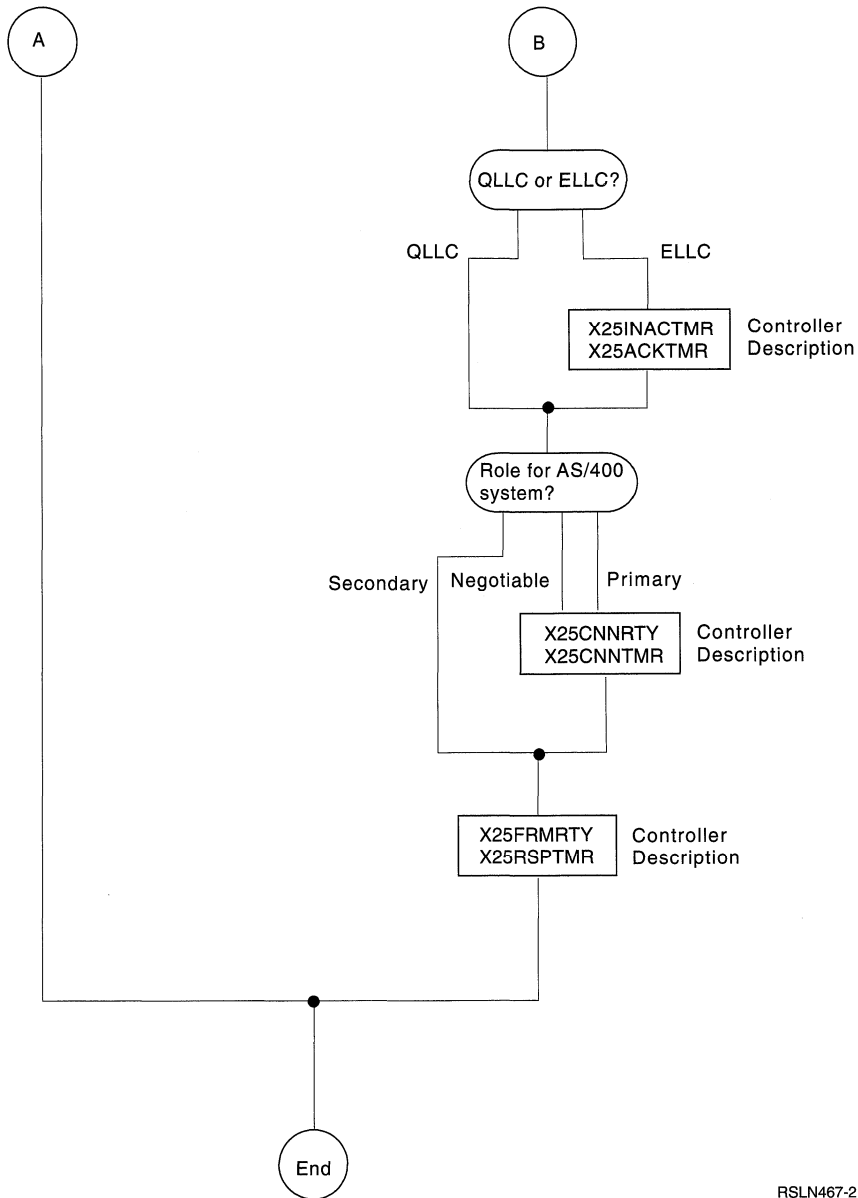 A
B
QLLC or ELLC?
QLLC
ELLC
X25INACTMR
X25ACKTMR
Controller
Description
Role for AS/400
system?
Secondary
Negotiable
Primary
X25CNNRTY
X25CNNTMR
Controller
Description
X25FRMRTY
X25RSPTMR
Controller
Description
End
RSLN467-2